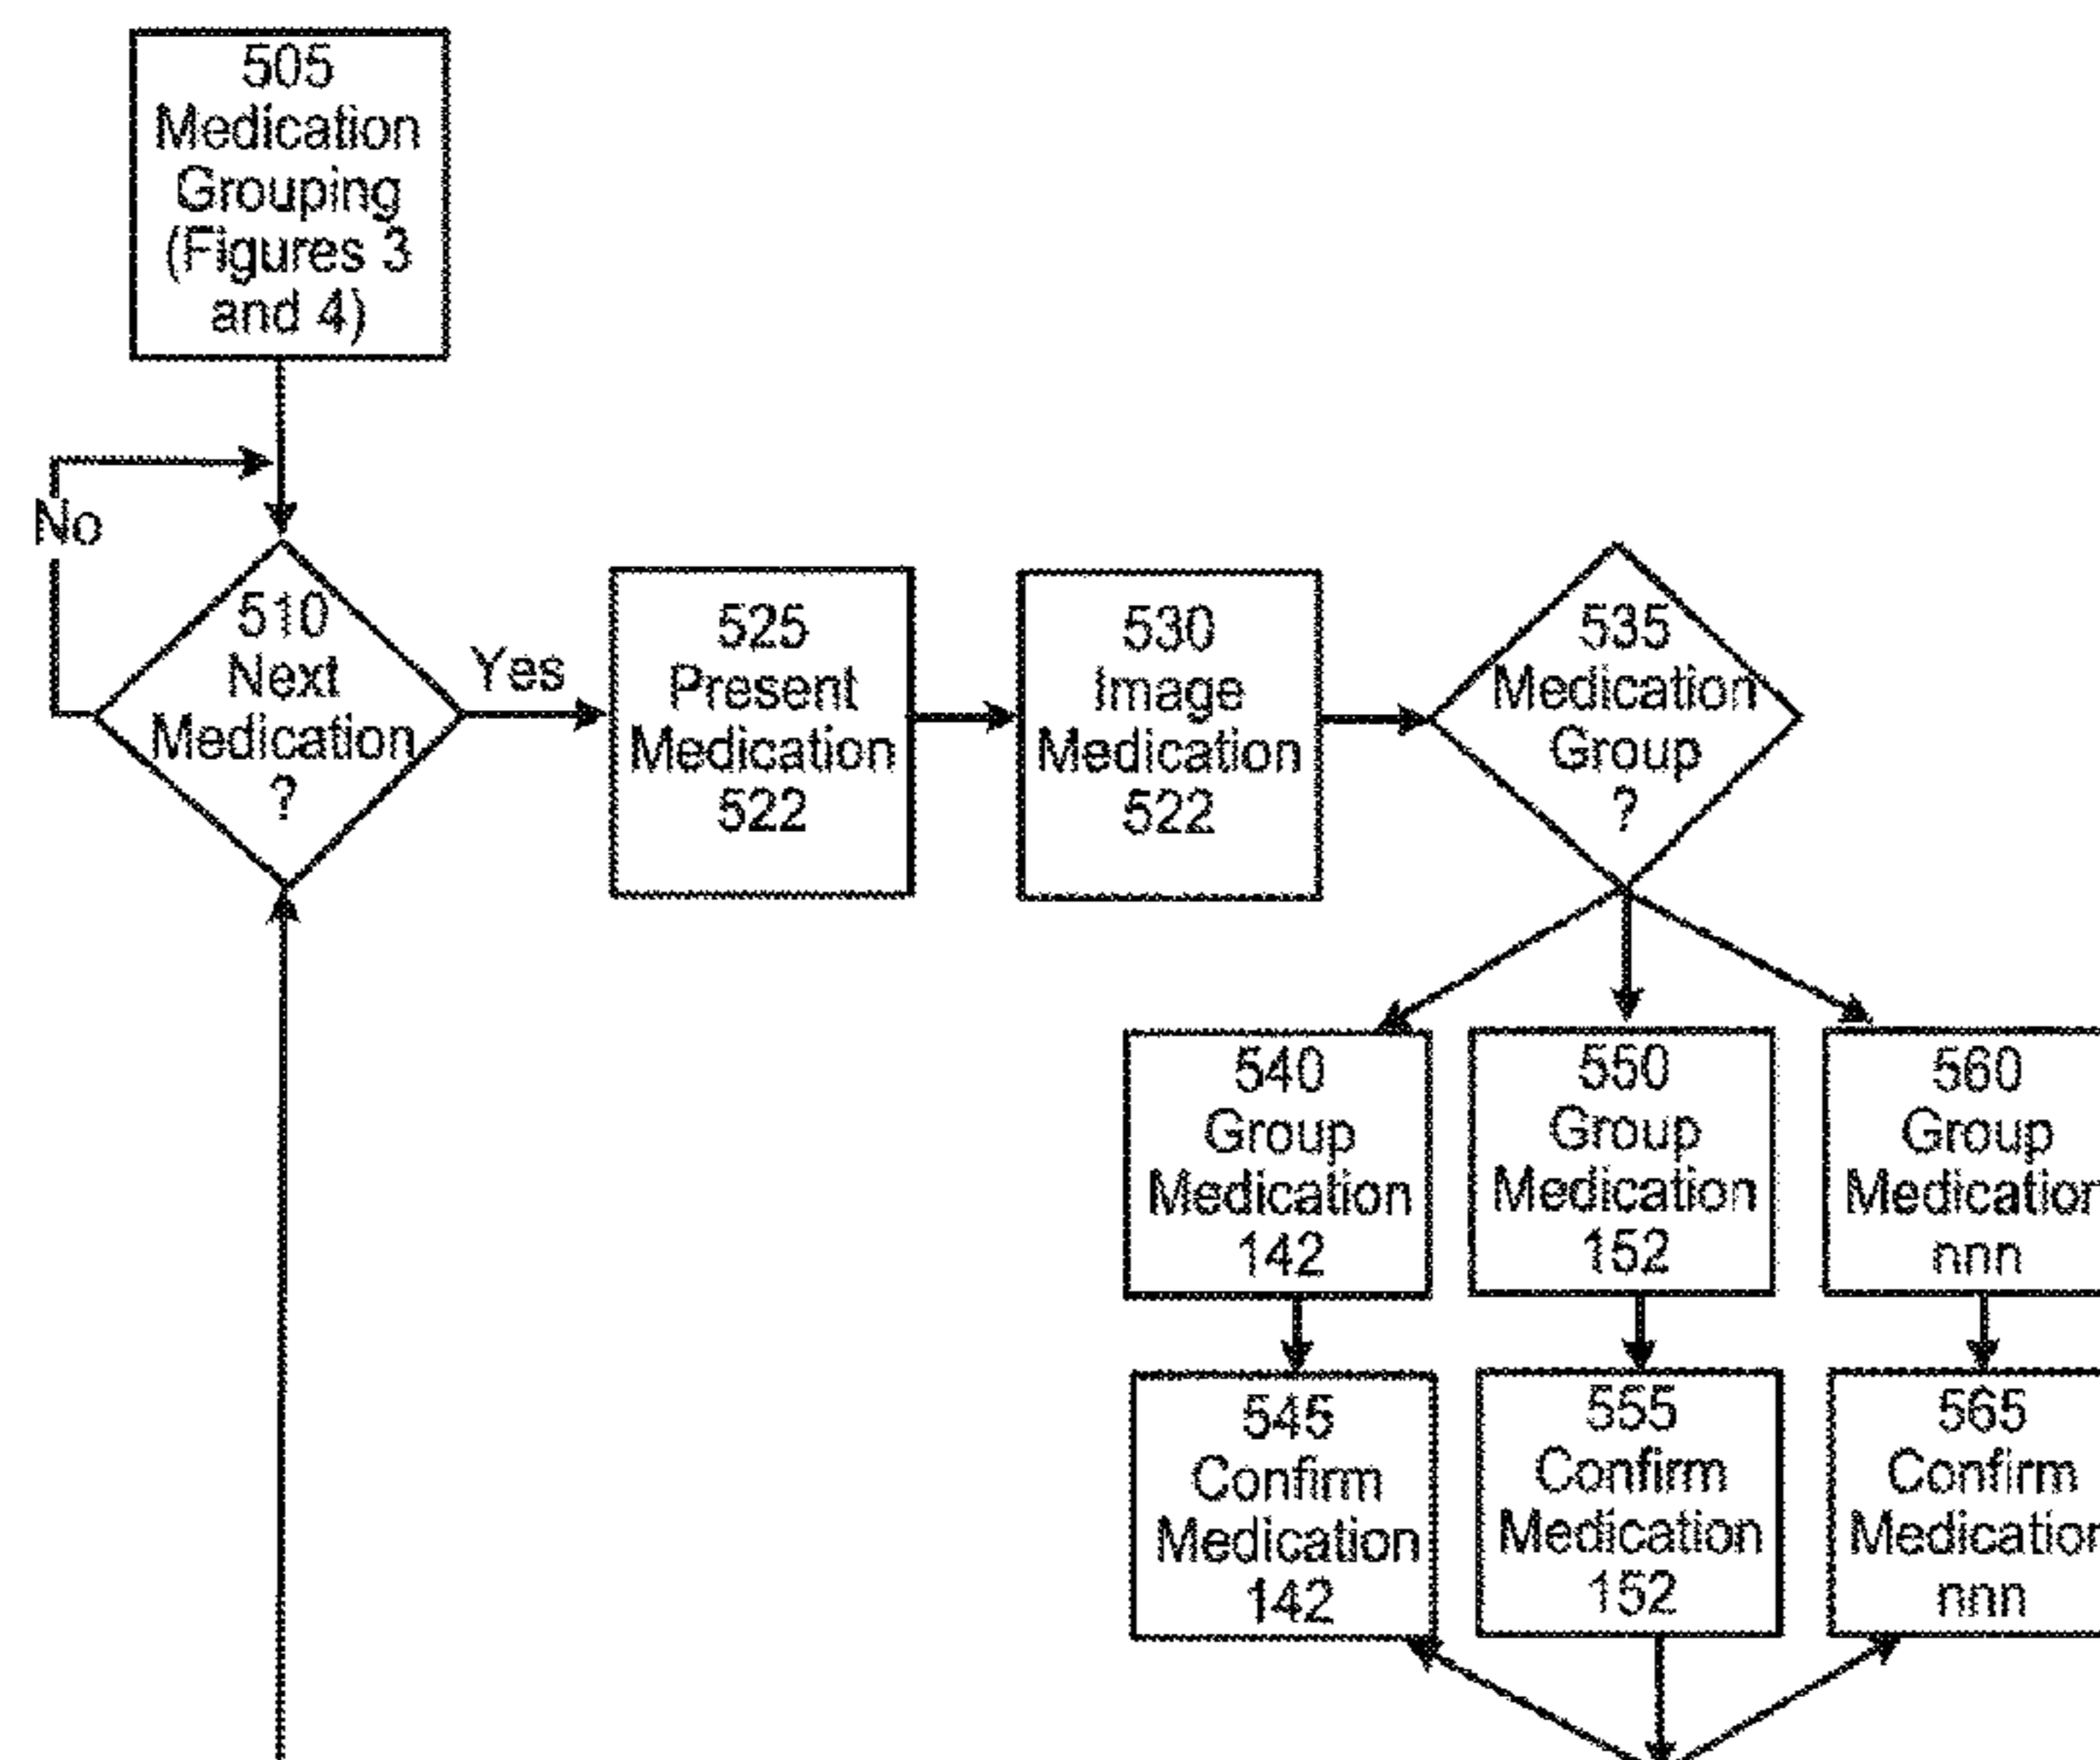 505
Medication
Grouping
(Figures 3
and 4)
No
510
Next
Medication
?
Yes
525
Present
Medication
522
530
Image
Medication
522
535
Medication
Group
?
540
Group
Medication
142
550
Group
Medication
152
560
Group
Medication
nnn
545
Confirm
Medication
142
555
Confirm
Medication
152
565
Confirm
Medication
nnn